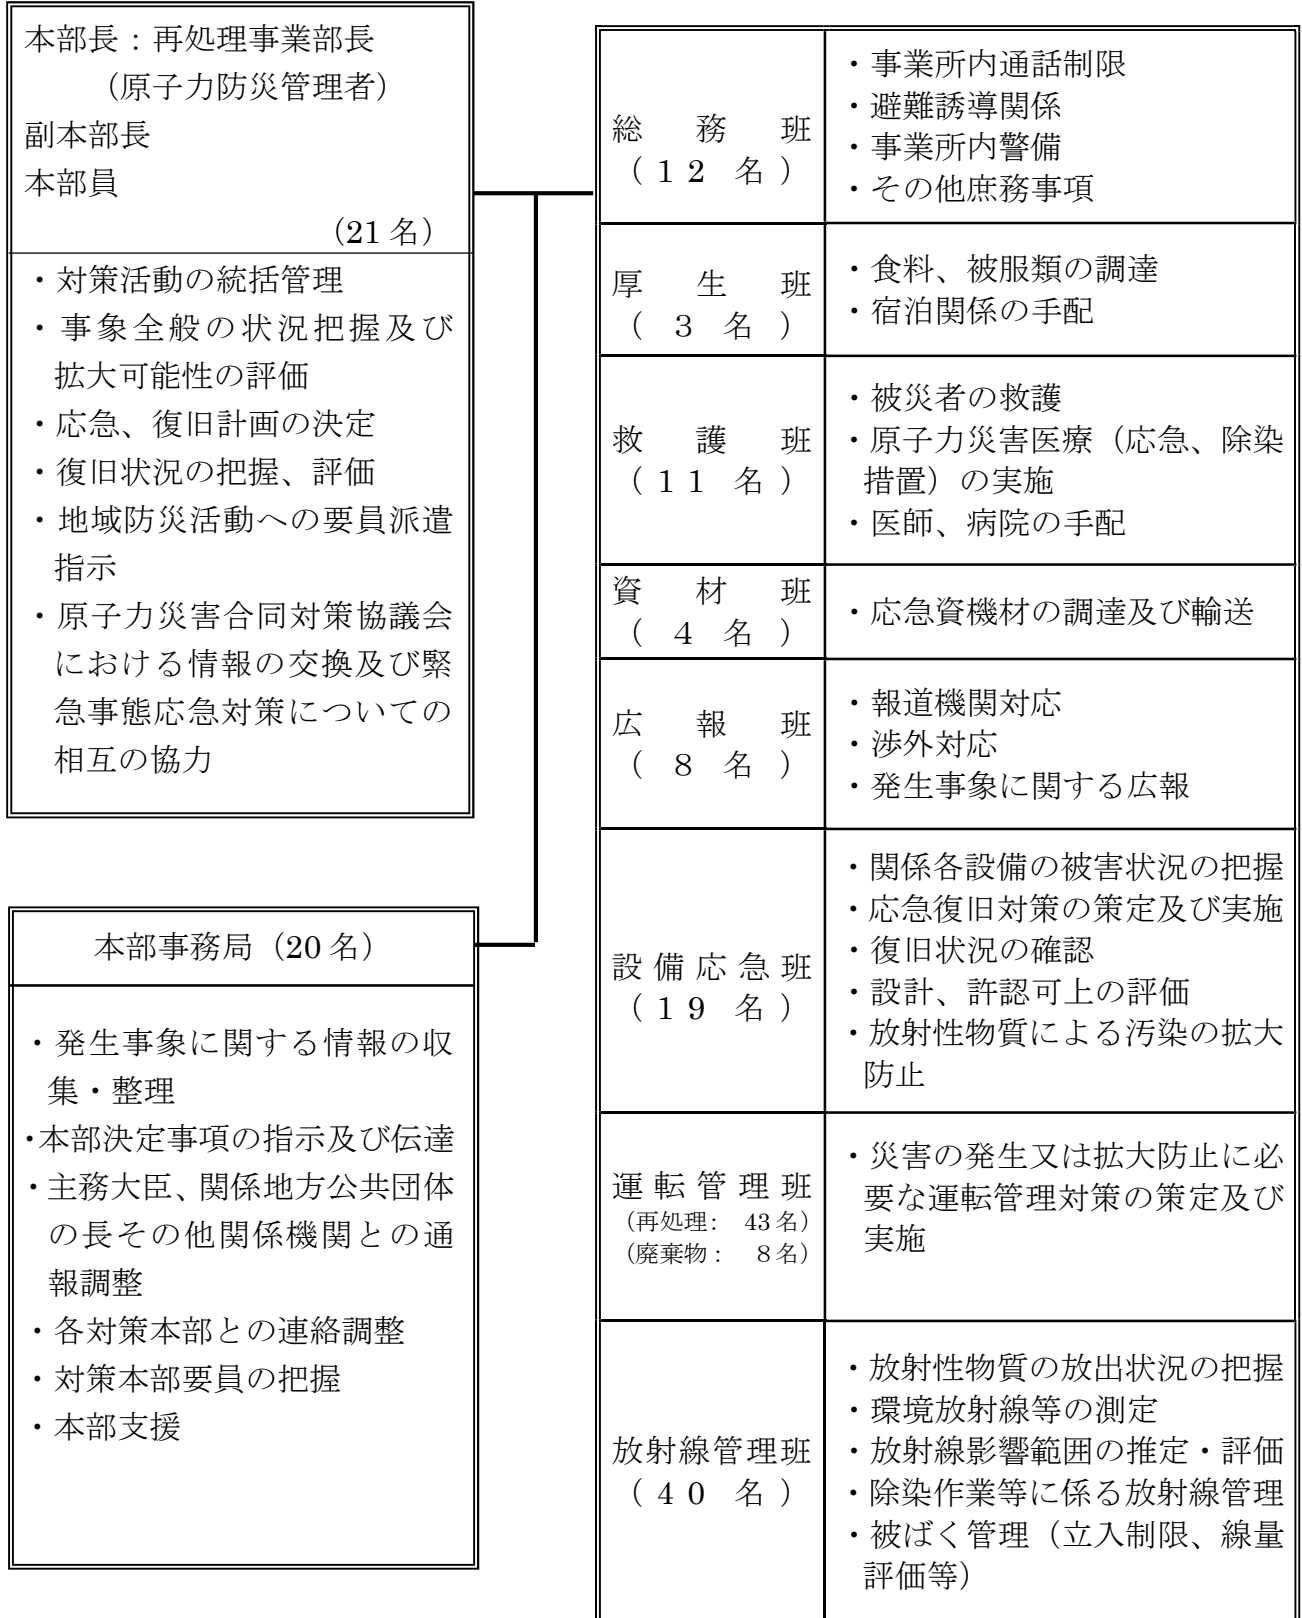 本部長：再処理事業部長
（原子力防災管理者）
副本部長
本部員
（21名）
・対策活動の統括管理
・事象全般の状況把握及び
拡大可能性の評価
・応急、復旧計画の決定
・復旧状況の把握、評価
・地域防災活動への要員派遣
指示
・原子力災害合同対策協議会
における情報の交換及び緊
急事態応急対策についての
相互の協力
本部事務局（20名）
・発生事象に関する情報の収
集・整理
・本部決定事項の指示及び伝達
・主務大臣、関係地方公共団体
の長その他関係機関との通
報調整
・各対策本部との連絡調整
・対策本部要員の把握
・本部支援
総務班
（12名）
・事業所内通話制限
・避難誘導関係
・事業所内警備
・その他庶務事項
厚生班
（3名）
・食料、被服類の調達
・宿泊関係の手配
救護班
（11名）
・被災者の救護
・原子力災害医療（応急、除染
措置）の実施
・医師、病院の手配
資材班
（4名）
・応急資機材の調達及び輸送
広報班
（8名）
・報道機関対応
・渉外対応
・発生事象に関する広報
設備応急班
（19名）
・関係各設備の被害状況の把握
・応急復旧対策の策定及び実施
・復旧状況の確認
・設計、許認可上の評価
・放射性物質による汚染の拡大
防止
運転管理班
（再処理：　43名）
（廃棄物：　8名）
・災害の発生又は拡大防止に必
要な運転管理対策の策定及び
実施
放射線管理班
（40名）
・放射性物質の放出状況の把握
・環境放射線等の測定
・放射線影響範囲の推定・評価
・除染作業等に係る放射線管理
・被ばく管理（立入制限、線量
評価等）